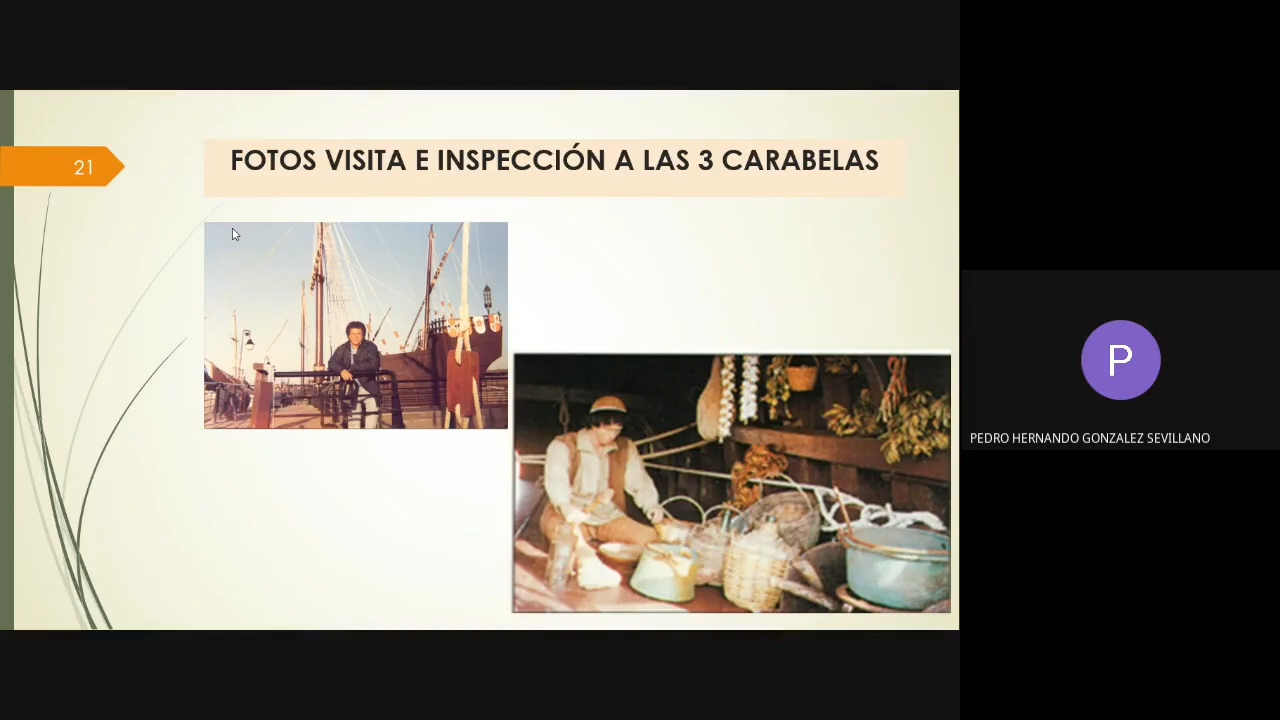 21
FOTOS VISITA E INSPECCIÓN A LAS 3 CARABELAS
P
PEDRO HERNANDO GONZALEZ SEVILLANO